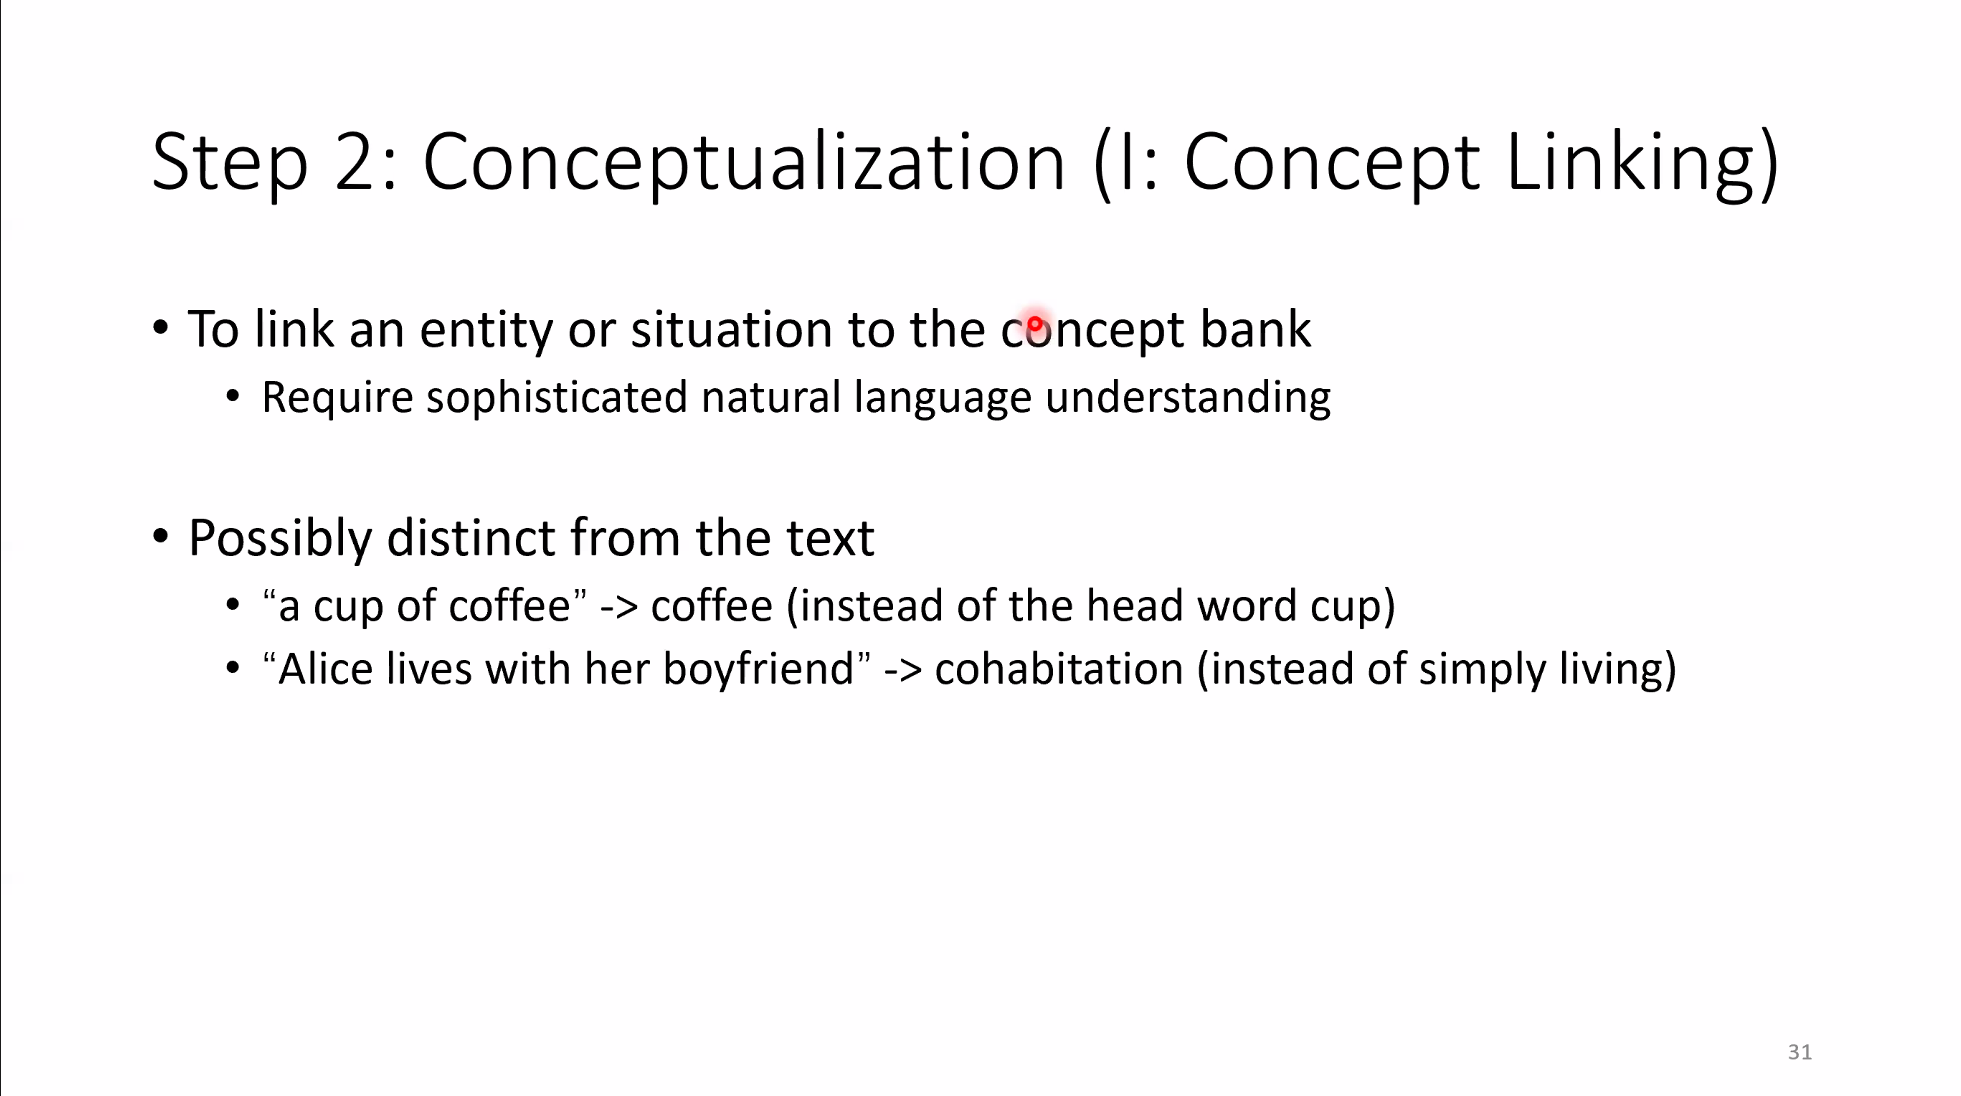 Step 2: Conceptualization (I: Concept Linking)
• To link an entity or situation to the concept bank
• Require sophisticated natural language understanding
• Possibly distinct from the text
• “a cup of coffee” -> coffee (instead of the head word cup)
• “Alice lives with her boyfriend” -> cohabitation (instead of simply living)
31